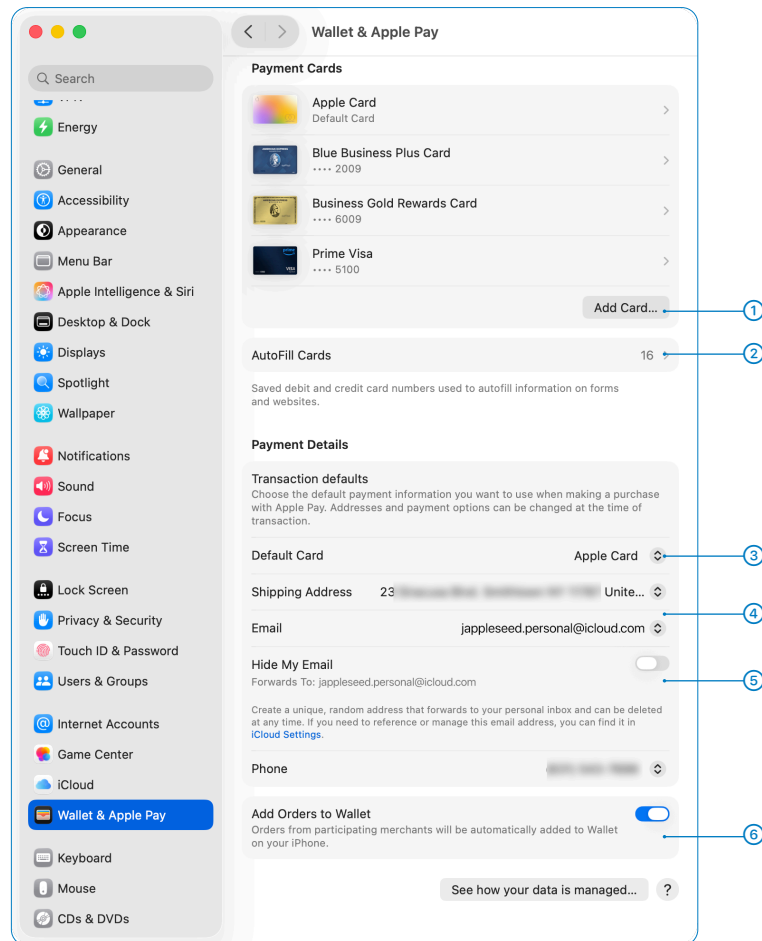 Wallet & Apple Pay
Search
Energy
General
Accessibility
Appearance
Menu Bar
Apple Intelligence & Siri
Desktop & Dock
Displays
Spotlight
Wallpaper
Notifications
Sound
Focus
Screen Time
Lock Screen
Privacy & Security
Touch ID & Password
Users & Groups
Internet Accounts
Game Center
iCloud
Wallet & Apple Pay
Keyboard
Mouse
CDs & DVDs
Payment Cards
Apple Card
Default Card
Blue Business Plus Card
•••• 2009
Business Gold Rewards Card
•••• 6009
Prime Visa
•••• 5100
Add Card...
1
AutoFill Cards 16
2
Saved debit and credit card numbers used to autofill information on forms
and websites.
Payment Details
Transaction defaults
Choose the default payment information you want to use when making a purchase
with Apple Pay. Addresses and payment options can be changed at the time of
transaction.
Default Card Apple Card
3
Shipping Address 23 Unite...
4
Email jappleseed.personal@icloud.com
Hide My Email
Forwards To: jappleseed.personal@icloud.com
5
Create a unique, random address that forwards to your personal inbox and can be deleted
at any time. If you need to reference or manage this email address, you can find it in
iCloud Settings.
Phone
Add Orders to Wallet
Orders from participating merchants will be automatically added to Wallet
on your iPhone.
6
See how your data is managed... ?